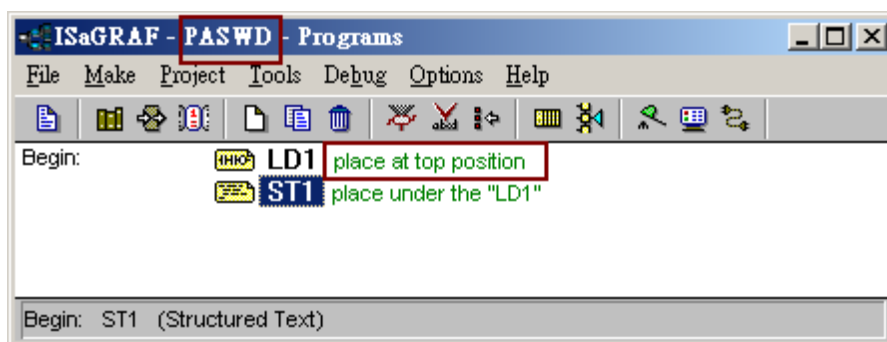 ISaGRAF - PASWD - Programs
File Make Project Tools Debug Options Help
Begin: LD1 place at top position
ST1 place under the "LD1"
Begin: ST1 (Structured Text)